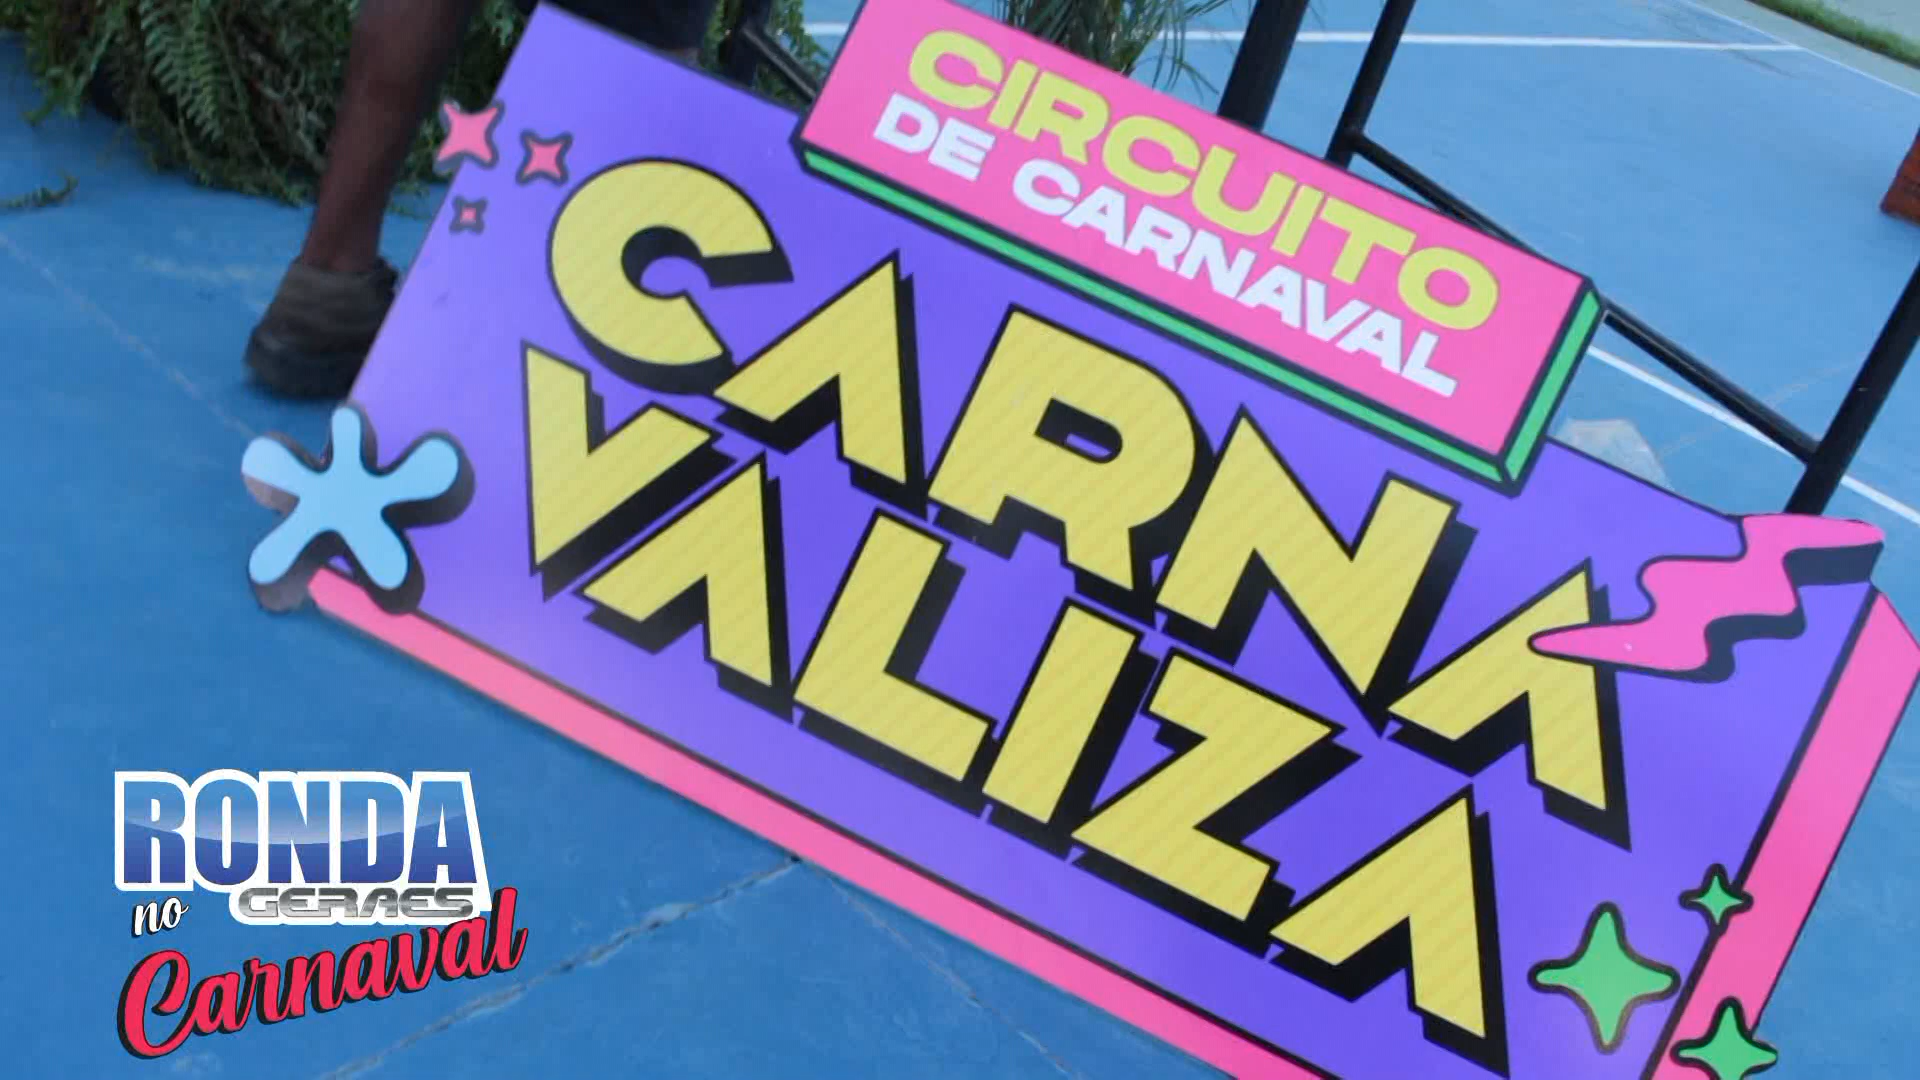 CIRCUITO
DE CARNAVAL
CARNA
VALIZA
RONDA
GERAES
no
Carnaval